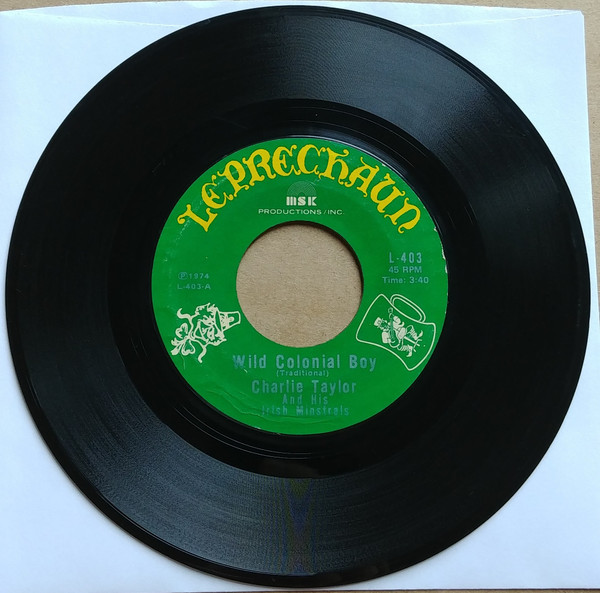 LEPRECHAUN
MSK
PRODUCTIONS/INC.
L-403
45 RPM
Time: 3:40
Ⓟ1974
L-403-A
Wild Colonial Boy
(Traditional)
Charlie Taylor
And His
Irish Minstrels